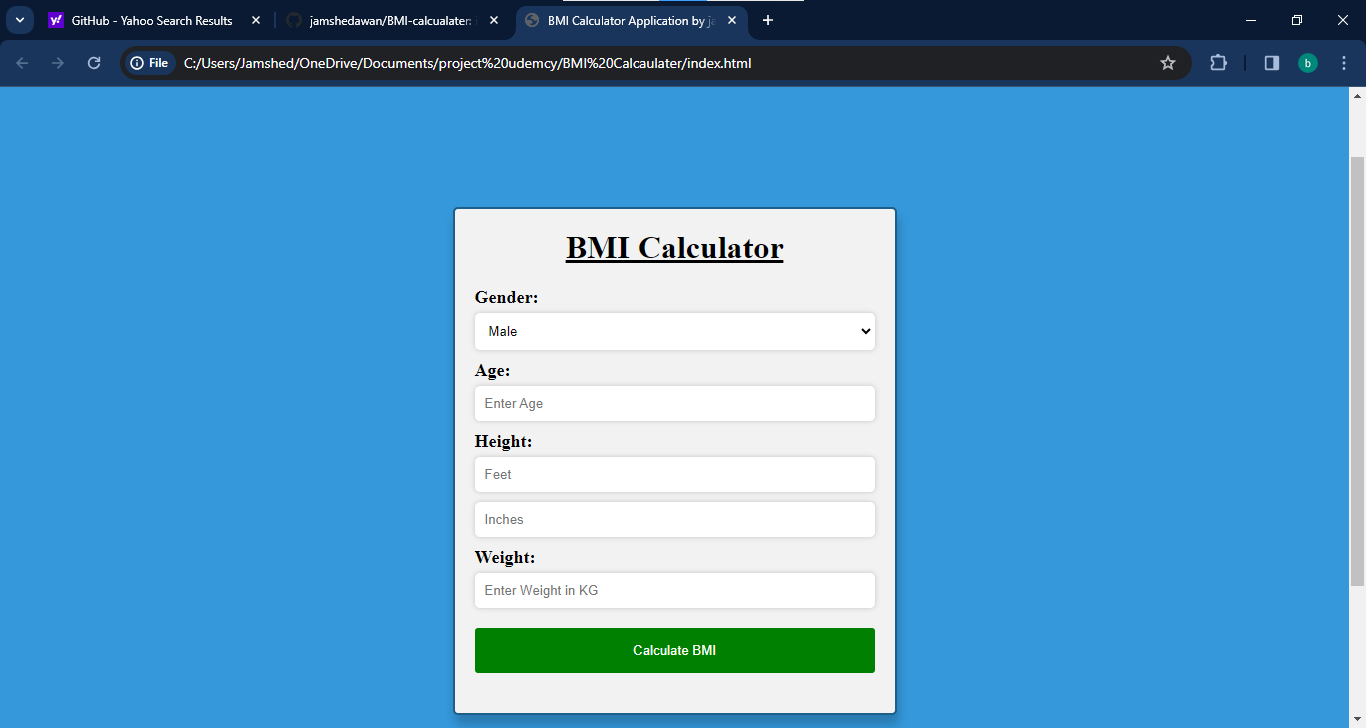 GitHub - Yahoo Search Results
jamshedawan/BMI-calcualater:
BMI Calculator Application by je
File
C:/Users/Jamshed/OneDrive/Documents/project%20udemcy/BMI%20Calcaulater/index.html
b
BMI Calculator
Gender:
Male
Age:
Enter Age
Height:
Feet
Inches
Weight:
Enter Weight in KG
Calculate BMI